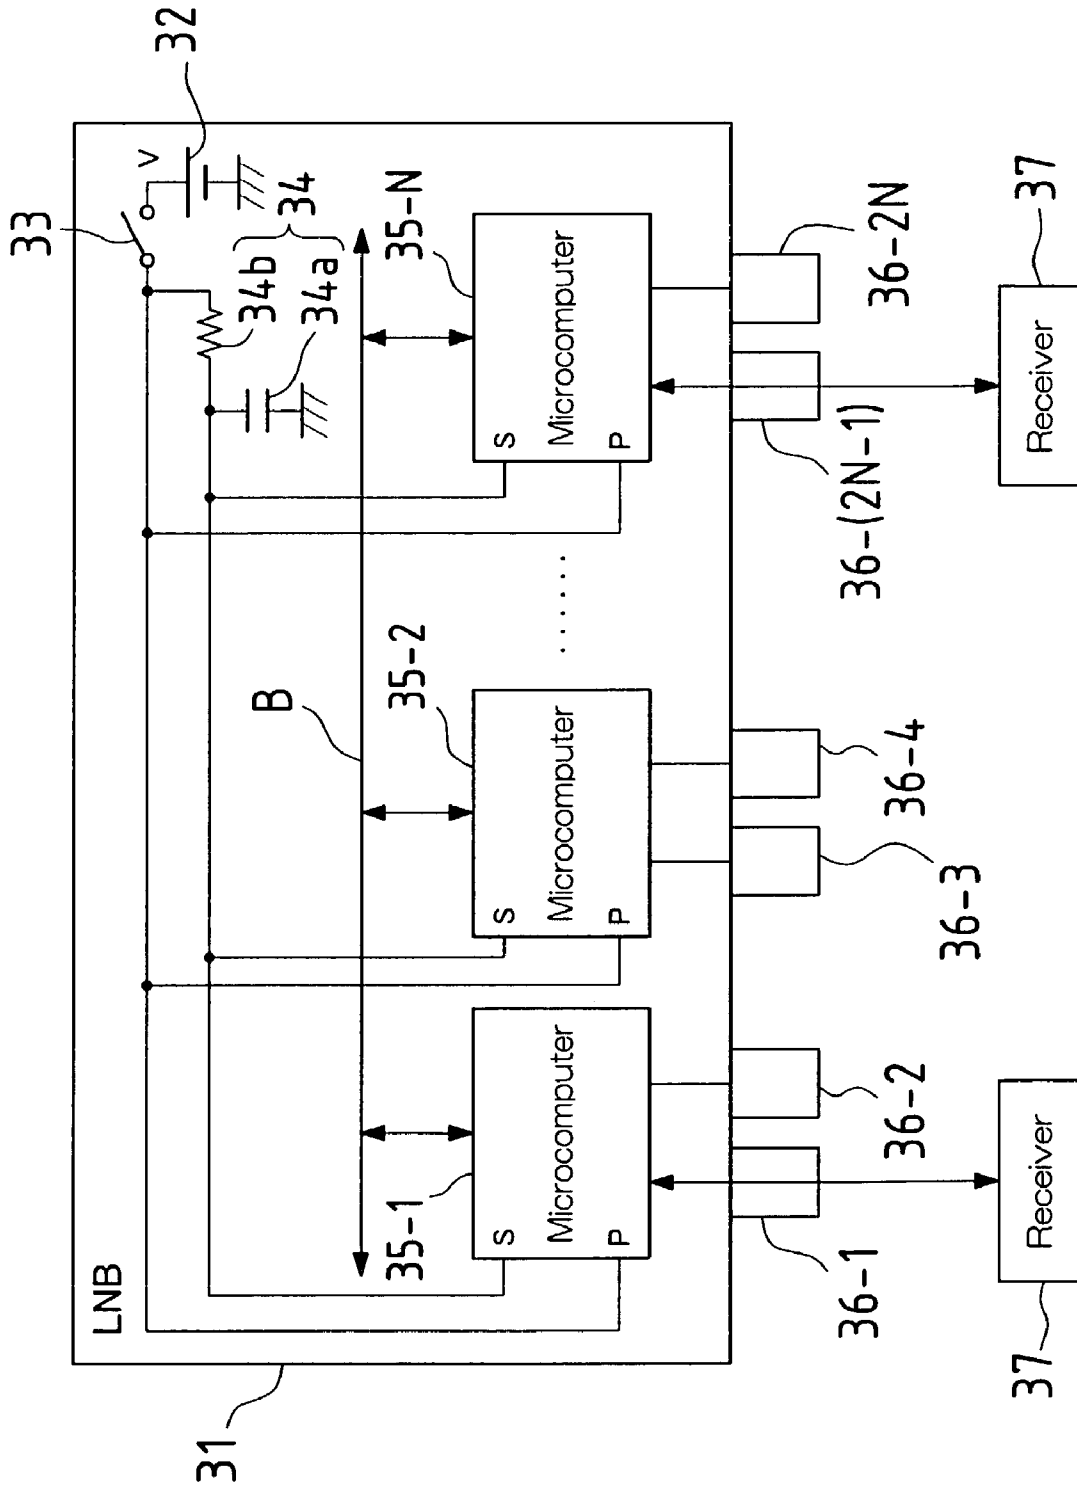 LNB
31
33
V
32
34b
34a
34
B
35-1
35-2
35-N
S
Microcomputer
P
S
Microcomputer
P
......
S
Microcomputer
P
36-1
36-2
36-3
36-4
36-(2N-1)
36-2N
Receiver
37
Receiver
37